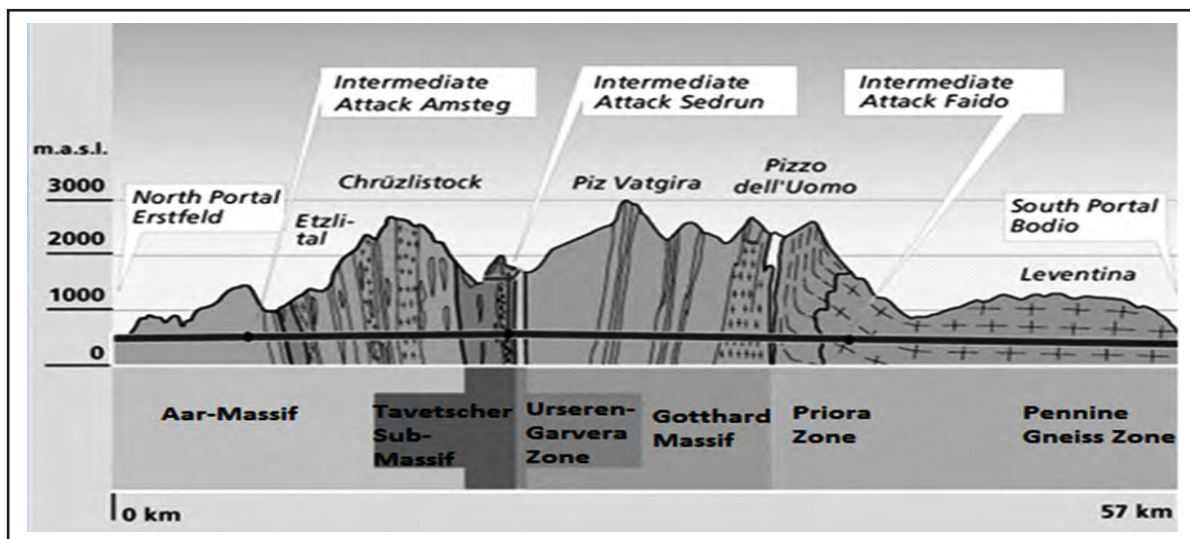 Intermediate
Attack Amsteg
Intermediate
Attack Sedrun
Intermediate
Attack Faido
m.a.s.l.
3000
2000
1000
0
North Portal
Erstfeld
Etzli-
tal
Chrüzlistock
Piz Vatgira
Pizzo
dell'Uomo
South Portal
Bodio
Leventina
Aar-Massif
Tavetscher
Sub-
Massif
Urseren-
Garvera
Zone
Gotthard
Massif
Priora
Zone
Pennine
Gneiss Zone
0 km
57 km